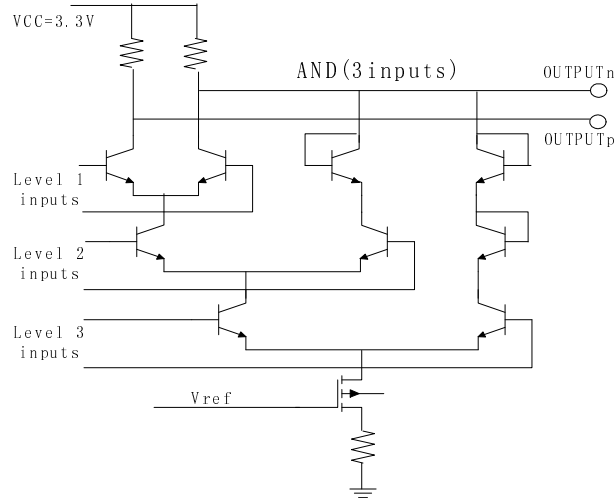 VCC=3.3V
AND(3inputs)
OUTPUTn
OUTPUTp
Level 1
inputs
Level 2
inputs
Level 3
inputs
Vref